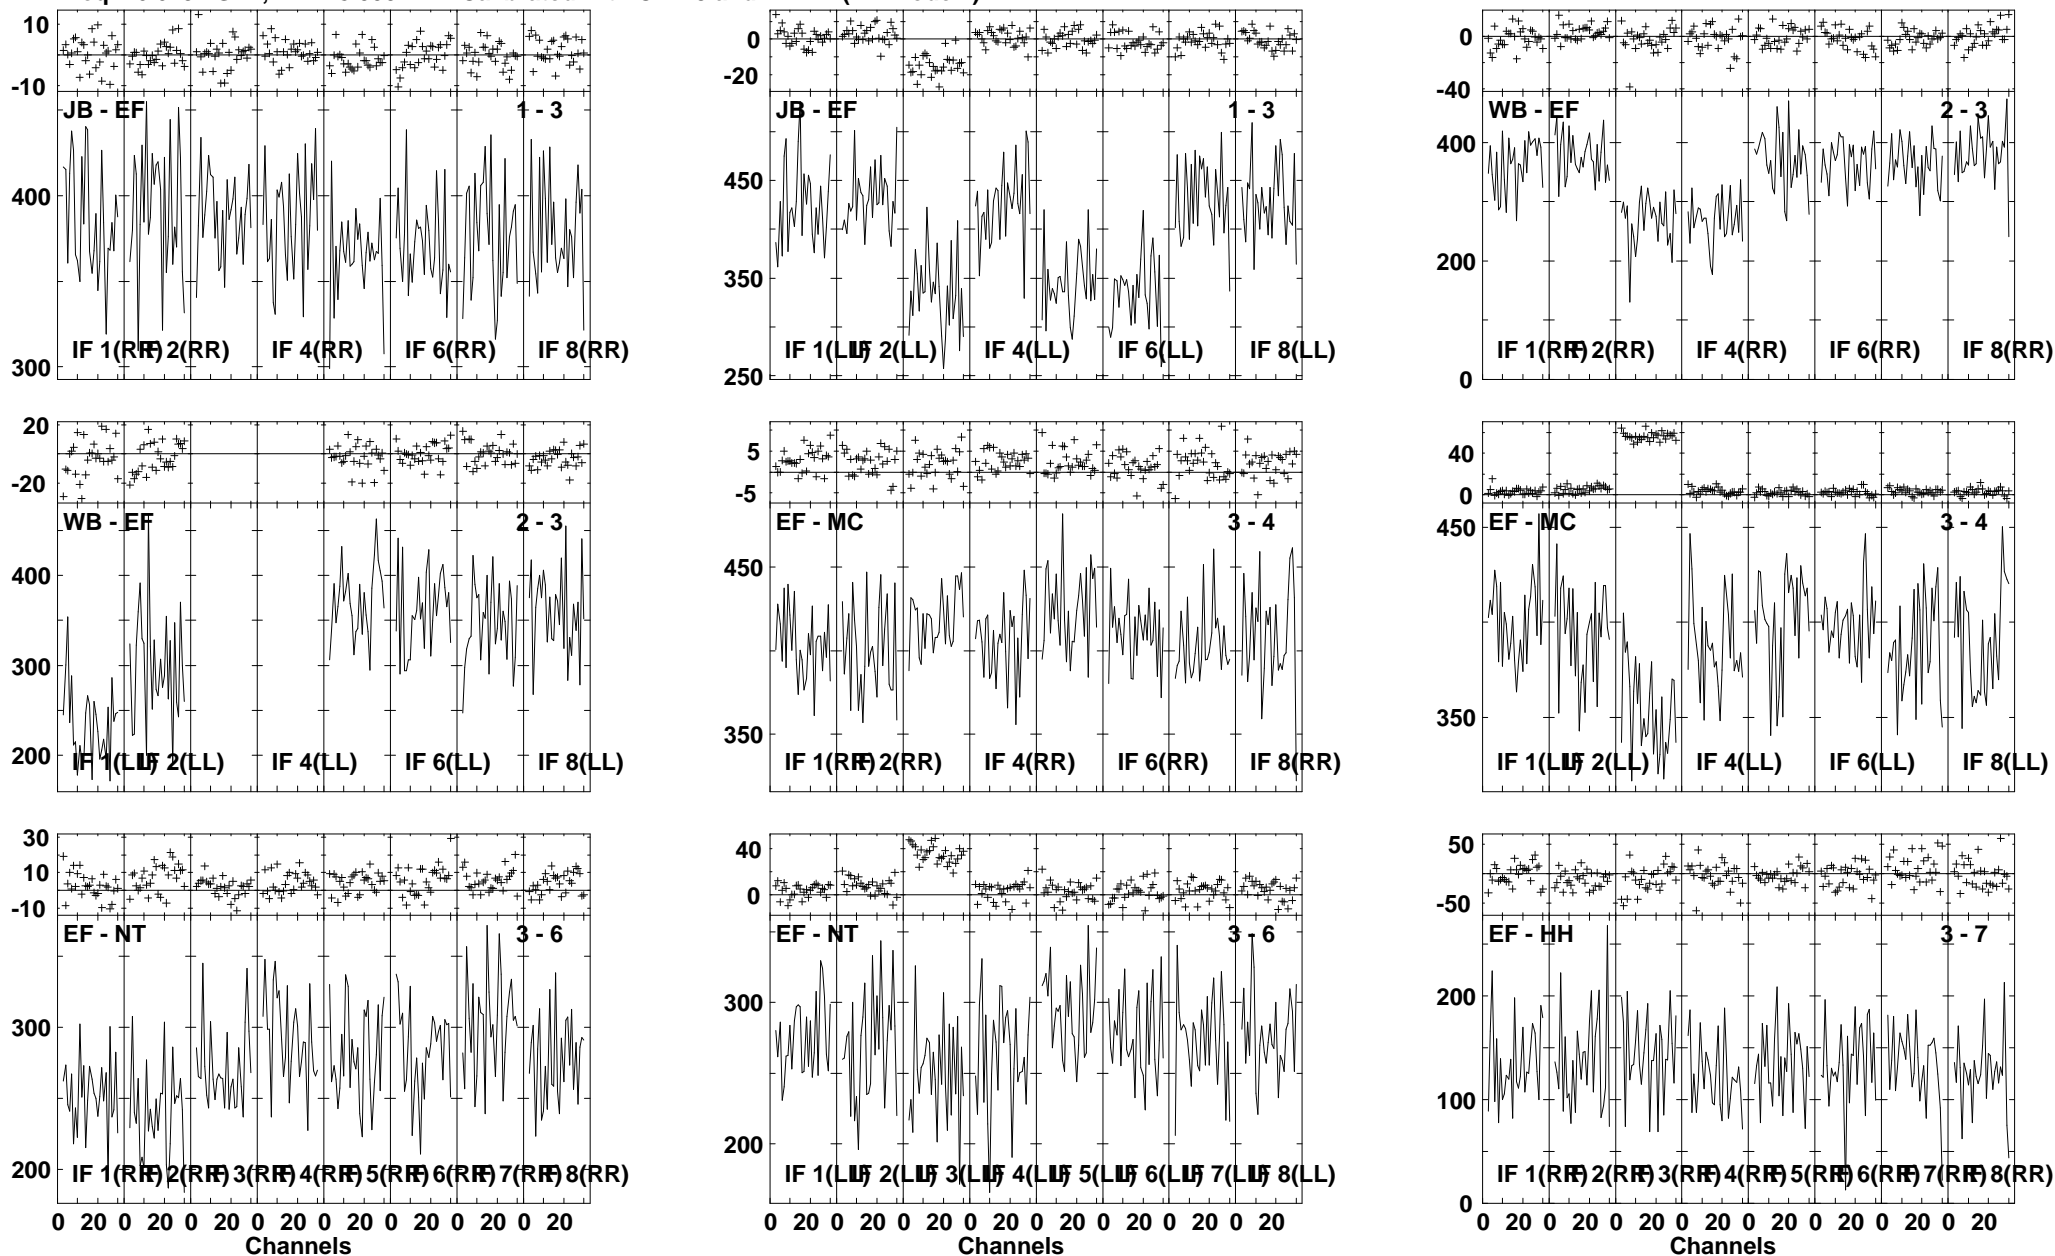 10
0
-10
JB - EF
1 - 3
400
300
IF 1(RR)
IF 2(RR)
IF 4(RR)
IF 6(RR)
IF 8(RR)
0
-20
JB - EF
1 - 3
450
350
250
IF 1(LL)
IF 2(LL)
IF 4(LL)
IF 6(LL)
IF 8(LL)
0
-40
WB - EF
2 - 3
400
200
0
IF 1(RR)
IF 2(RR)
IF 4(RR)
IF 6(RR)
IF 8(RR)
20
0
-20
WB - EF
2 - 3
400
300
200
IF 1(LL)
IF 2(LL)
IF 4(LL)
IF 6(LL)
IF 8(LL)
5
-5
EF - MC
3 - 4
450
350
IF 1(RR)
IF 2(RR)
IF 4(RR)
IF 6(RR)
IF 8(RR)
40
0
EF - MC
3 - 4
450
350
IF 1(LL)
IF 2(LL)
IF 4(LL)
IF 6(LL)
IF 8(LL)
30
10
-10
EF - NT
3 - 6
300
200
IF 1(RR)
IF 2(RR)
IF 3(RR)
IF 4(RR)
IF 5(RR)
IF 6(RR)
IF 7(RR)
IF 8(RR)
0 20 0 20 0 20 0 20 0 20 0 20 0 20 0 20
Channels
40
0
EF - NT
3 - 6
300
200
IF 1(LL)
IF 2(LL)
IF 3(LL)
IF 4(LL)
IF 5(LL)
IF 6(LL)
IF 7(LL)
IF 8(LL)
0 20 0 20 0 20 0 20 0 20 0 20 0 20 0 20
Channels
50
-50
EF - HH
3 - 7
200
100
0
IF 1(RR)
IF 2(RR)
IF 3(RR)
IF 4(RR)
IF 5(RR)
IF 6(RR)
IF 7(RR)
IF 8(RR)
0 20 0 20 0 20 0 20 0 20 0 20 0 20 0 20
Channels